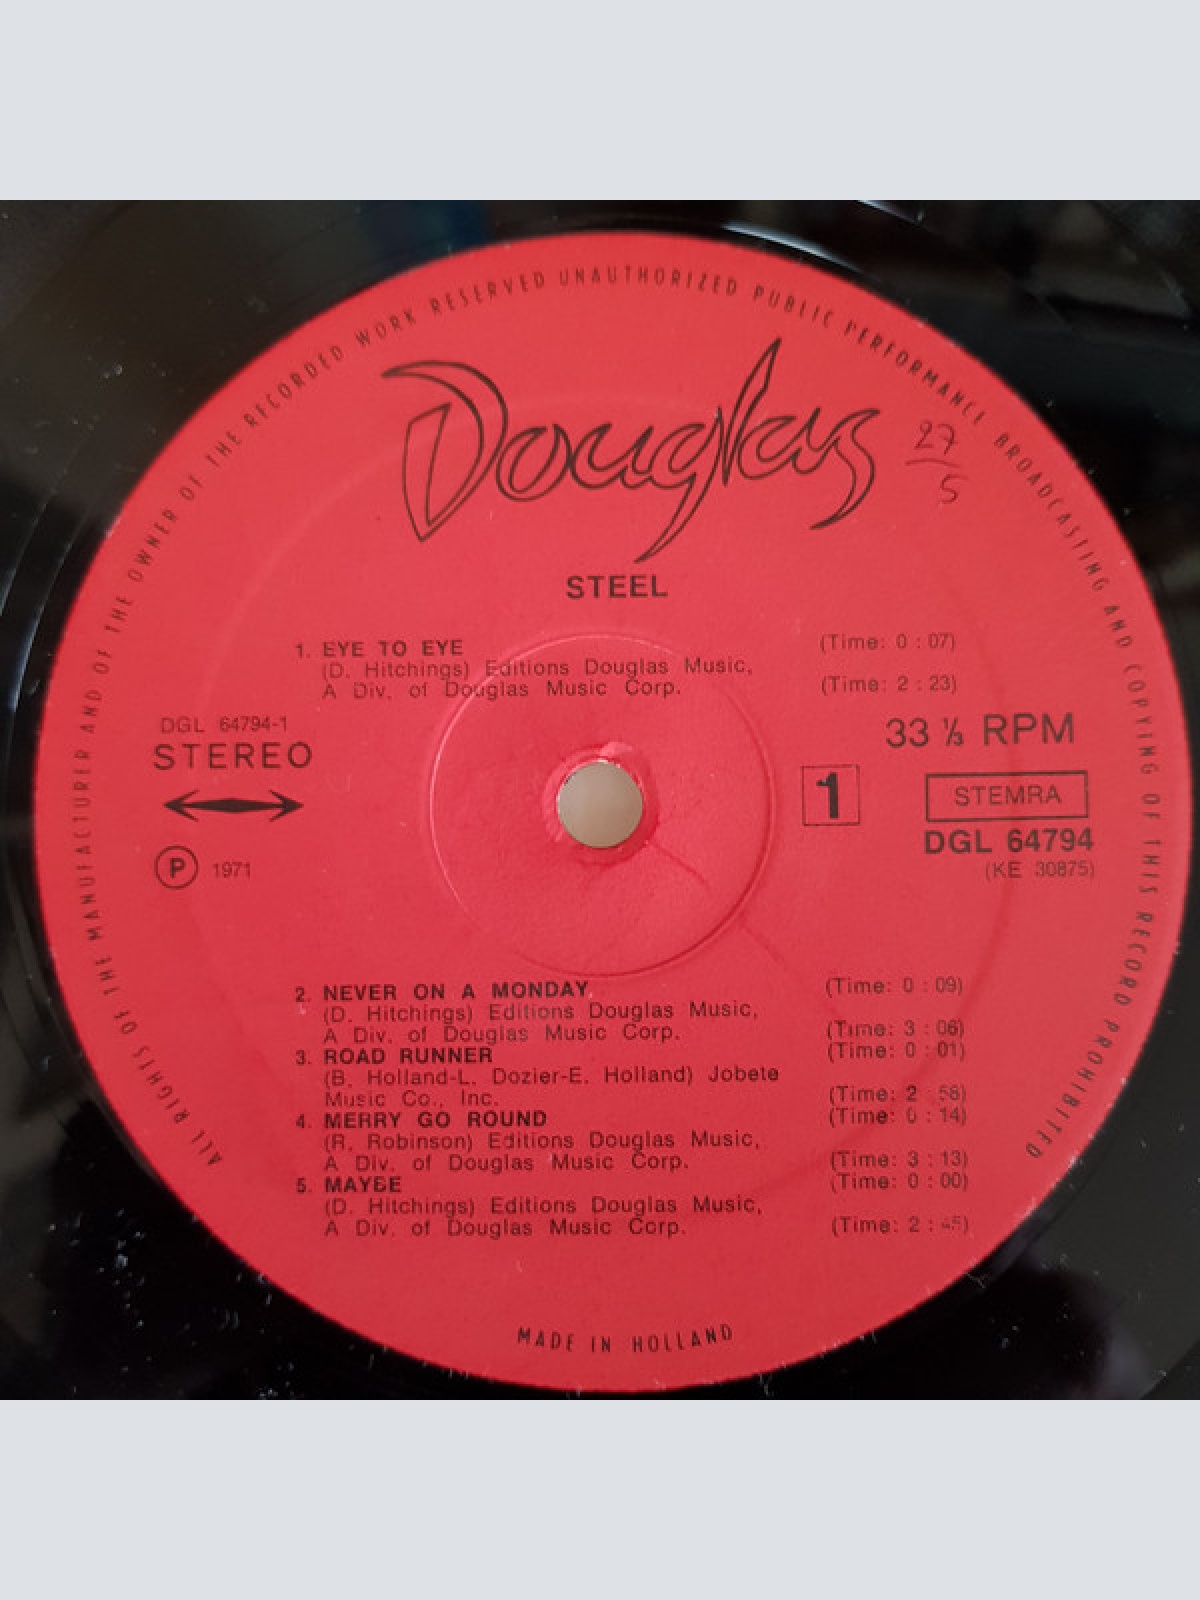 ALL RIGHTS OF THE MANUFACTURER AND OF THE OWNER OF THE RECORDED WORK RESERVED UNAUTHORIZED PUBLIC PERFORMANCE BROADCASTING AND COPYING OF THIS RECORD PROHIBITED
Douglas
27
5
STEEL
1. EYE TO EYE (Time: 0 : 07)
(D. Hitchings) Editions Douglas Music,
A Div. of Douglas Music Corp. (Time: 2 : 23)
DGL 64794-1
STEREO
33 ⅓ RPM
1
STEMRA
DGL 64794
(KE 30875)
Ⓟ 1971
2. NEVER ON A MONDAY (Time: 0 : 09)
(D. Hitchings) Editions Douglas Music,
A Div. of Douglas Music Corp. (Time: 3 : 06)
3. ROAD RUNNER (Time: 0 : 01)
(B. Holland-L. Dozier-E. Holland) Jobete
Music Co., Inc. (Time: 2 : 58)
4. MERRY GO ROUND (Time: 0 : 14)
(R. Robinson) Editions Douglas Music,
A Div. of Douglas Music Corp. (Time: 3 : 13)
5. MAYBE (Time: 0 : 00)
(D. Hitchings) Editions Douglas Music,
A Div. of Douglas Music Corp. (Time: 2 : 45)
MADE IN HOLLAND